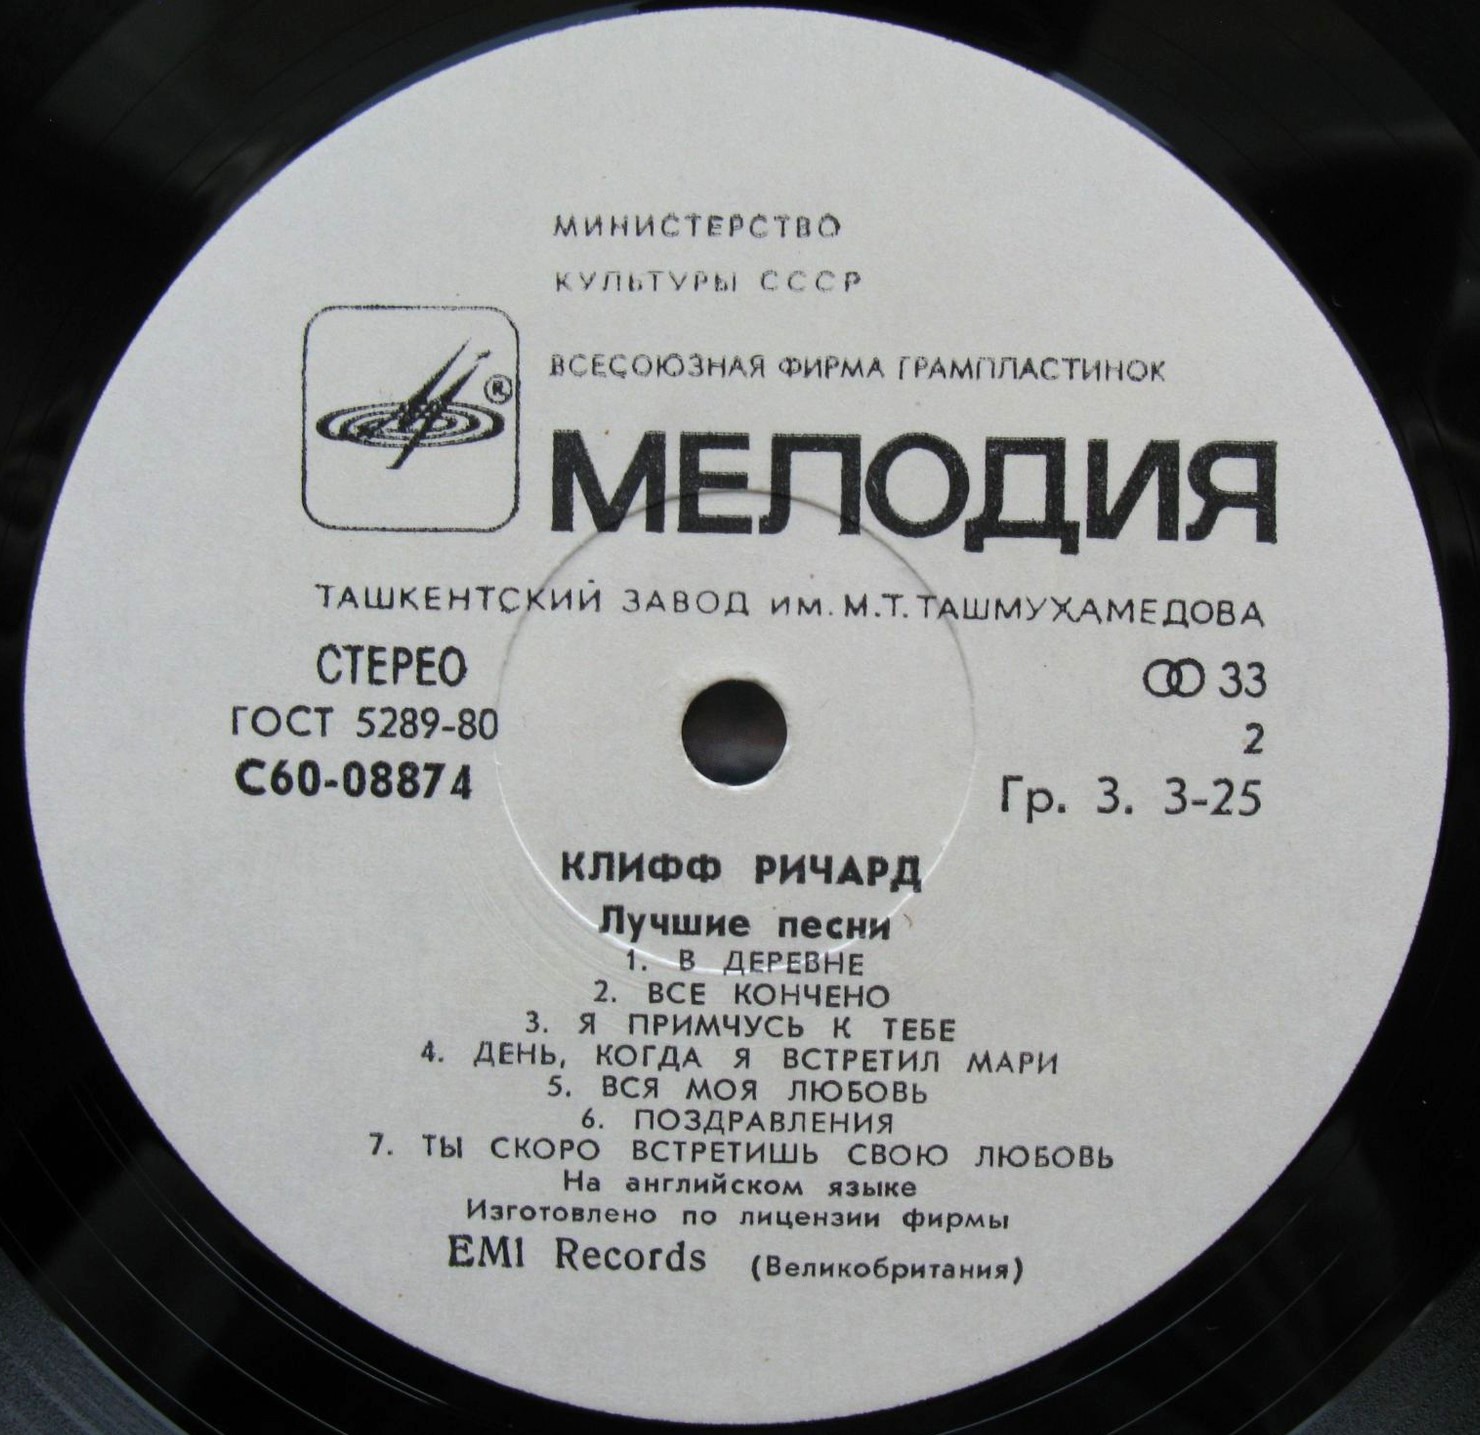 МИНИСТЕРСТВО
КУЛЬТУРЫ СССР
ВСЕСОЮЗНАЯ ФИРМА ГРАМПЛАСТИНОК
®
МЕЛОДИЯ
ТАШКЕНТСКИЙ ЗАВОД ИМ. М.Т. ТАШМУХАМЕДОВА
СТЕРЕО
33
ГОСТ 5289-80
2
С60-08874
Гр. 3. 3-25
КЛИФФ РИЧАРД
Лучшие песни
1. В ДЕРЕВНЕ
2. ВСЕ КОНЧЕНО
3. Я ПРИМЧУСЬ К ТЕБЕ
4. ДЕНЬ, КОГДА Я ВСТРЕТИЛ МАРИ
5. ВСЯ МОЯ ЛЮБОВЬ
6. ПОЗДРАВЛЕНИЯ
7. ТЫ СКОРО ВСТРЕТИШЬ СВОЮ ЛЮБОВЬ
На английском языке
Изготовлено по лицензии фирмы
EMI Records (Великобритания)